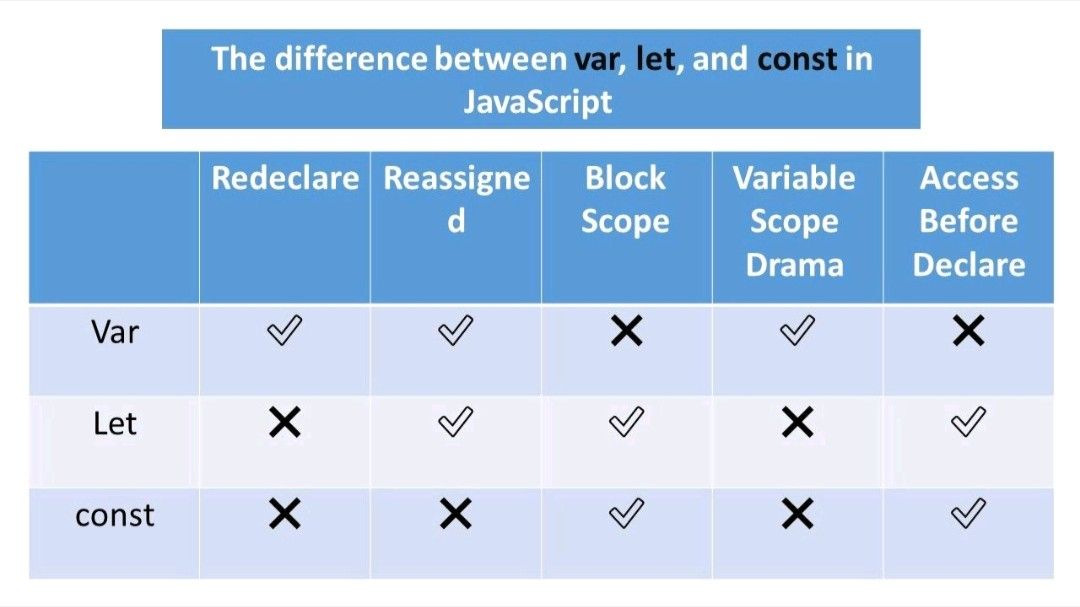 The difference between var, let, and const in
JavaScript
Redeclare Reassigne Block Variable Access
d Scope Scope Before
Drama Declare
Var ✓ ✓ ✕ ✓ ✕
Let ✕ ✓ ✓ ✕ ✓
const ✕ ✕ ✓ ✕ ✓